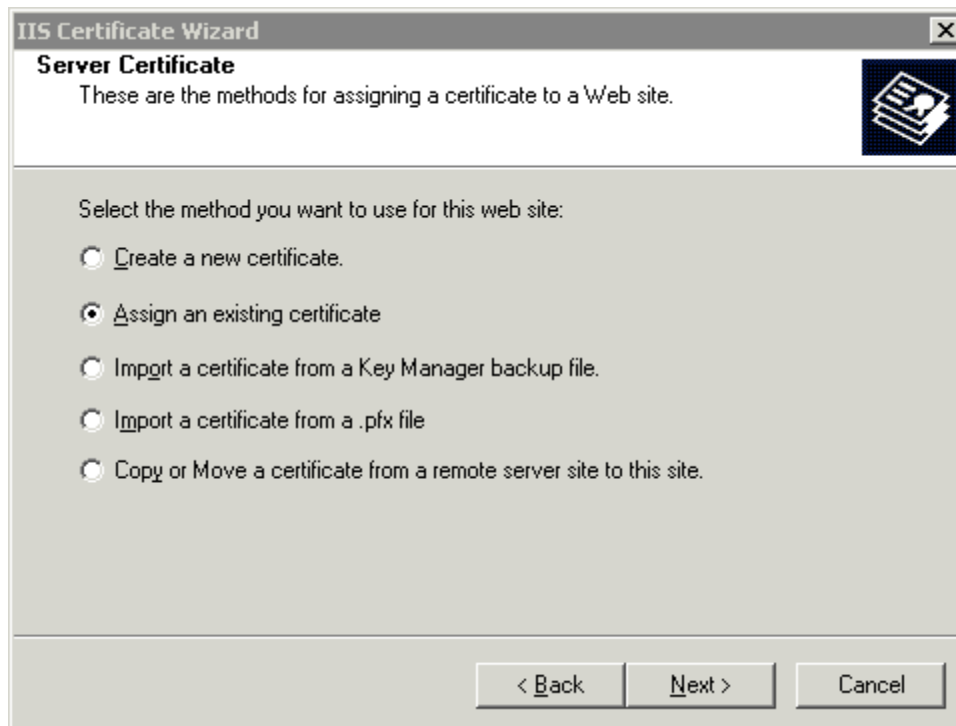 IIS Certificate Wizard
Server Certificate
These are the methods for assigning a certificate to a Web site.
Select the method you want to use for this web site:
Create a new certificate.
Assign an existing certificate
Import a certificate from a Key Manager backup file.
Import a certificate from a .pfx file
Copy or Move a certificate from a remote server site to this site.
< Back Next > Cancel